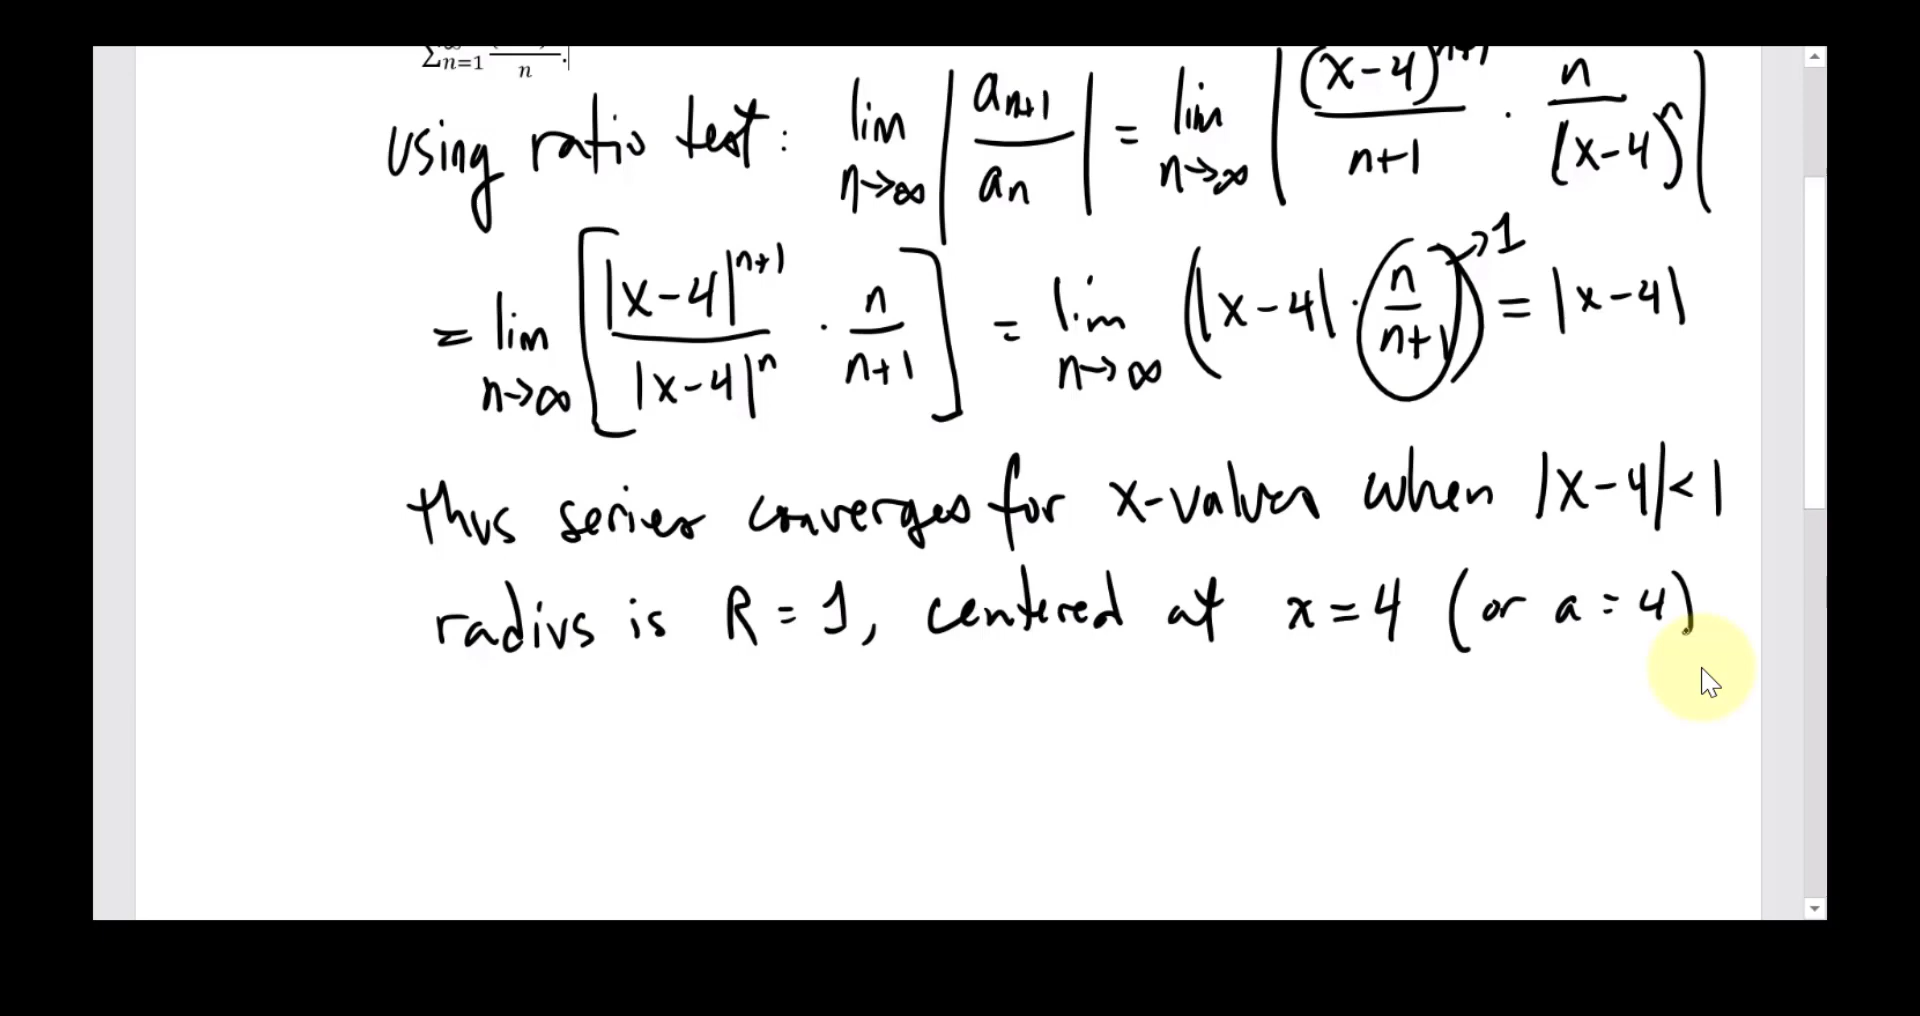 ∑ n=1 ∞ n .
using ratio test: lim n→∞ | a_{n+1} / a_n | = lim n→∞ | (x-4)^{n+1} / n+1 · n / (x-4)^n |
= lim n→∞ [ |x-4|^{n+1} / |x-4|^n · n / n+1 ] = lim n→∞ ( |x-4| · n / n+1 ) →1 = |x-4|
thus series converges for x-values when |x-4| < 1
radius is R = 1, centered at x = 4 (or a = 4)